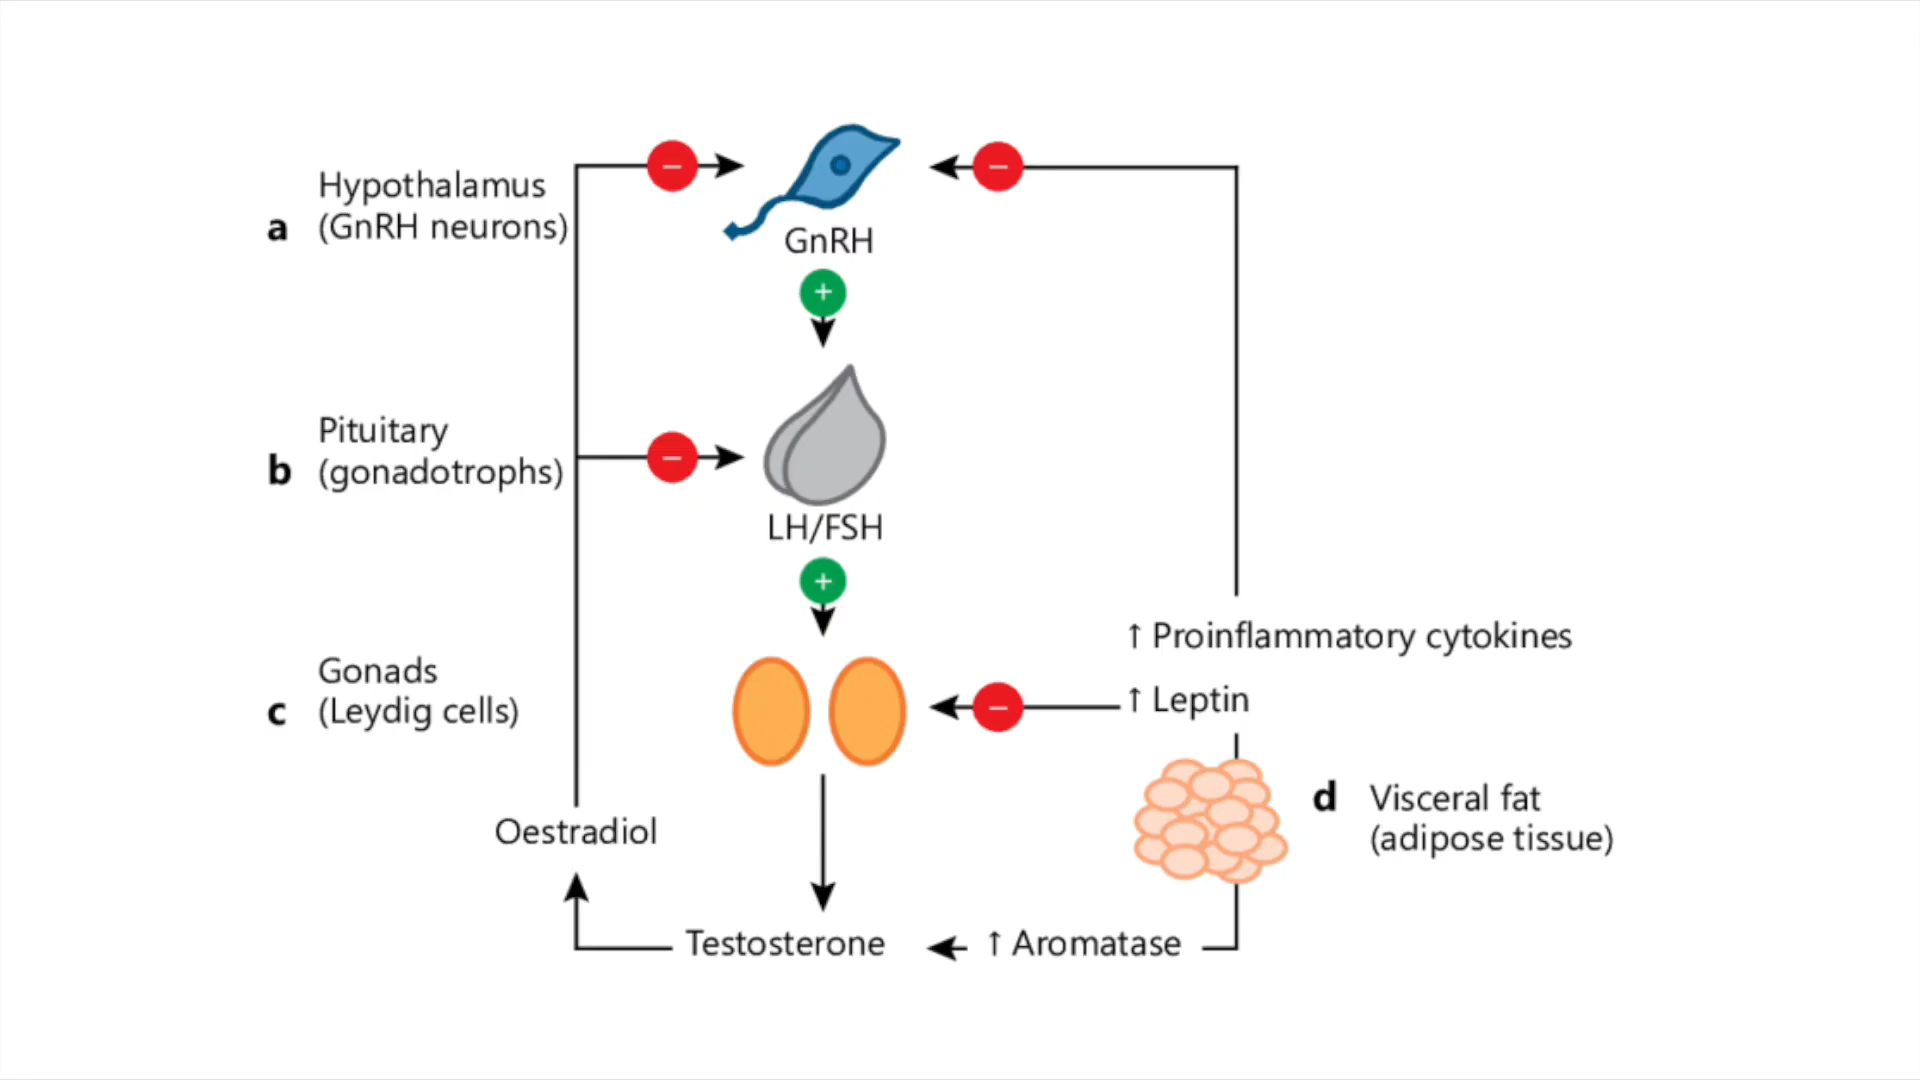 a
Hypothalamus
(GnRH neurons)
−
−
GnRH
+
b
Pituitary
(gonadotrophs)
−
LH/FSH
+
c
Gonads
(Leydig cells)
↑ Proinflammatory cytokines
−
↑ Leptin
d
Visceral fat
(adipose tissue)
Oestradiol
Testosterone
↑ Aromatase